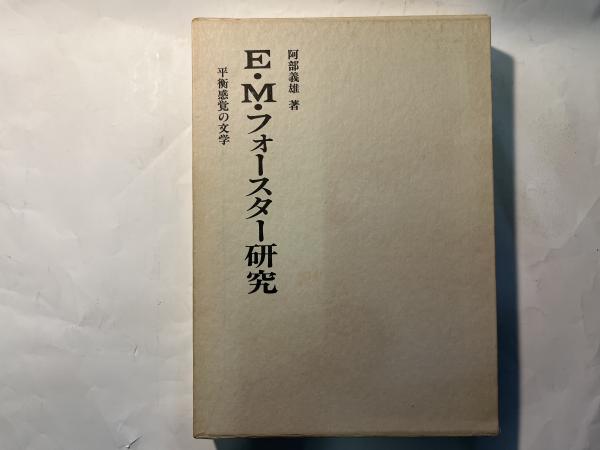 阿部義雄 著
E・M・フォースター研究
平衡感覚の文学